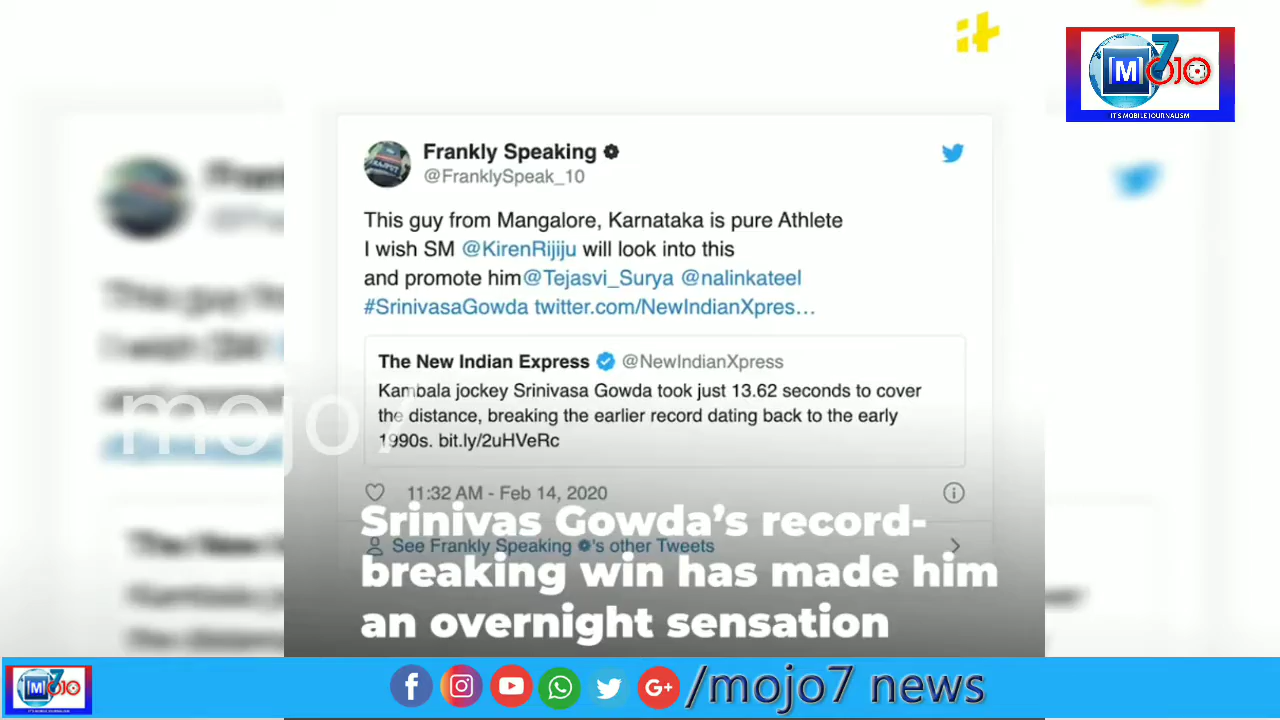 MOJO
7
IT'S MOBILE JOURNALISM
Frankly Speaking
@FranklySpeak_10
This guy from Mangalore, Karnataka is pure Athlete
I wish SM @KirenRijiju will look into this
and promote him@Tejasvi_Surya @nalinkateel
#SrinivasaGowda twitter.com/NewIndianXpres…
The New Indian Express @NewIndianXpress
Kambala jockey Srinivasa Gowda took just 13.62 seconds to cover
the distance, breaking the earlier record dating back to the early
1990s. bit.ly/2uHVeRc
mojo7
11:32 AM - Feb 14, 2020
See Frankly Speaking 's other Tweets
Srinivas Gowda’s record-
breaking win has made him
an overnight sensation
MOJO
7
/mojo7 news